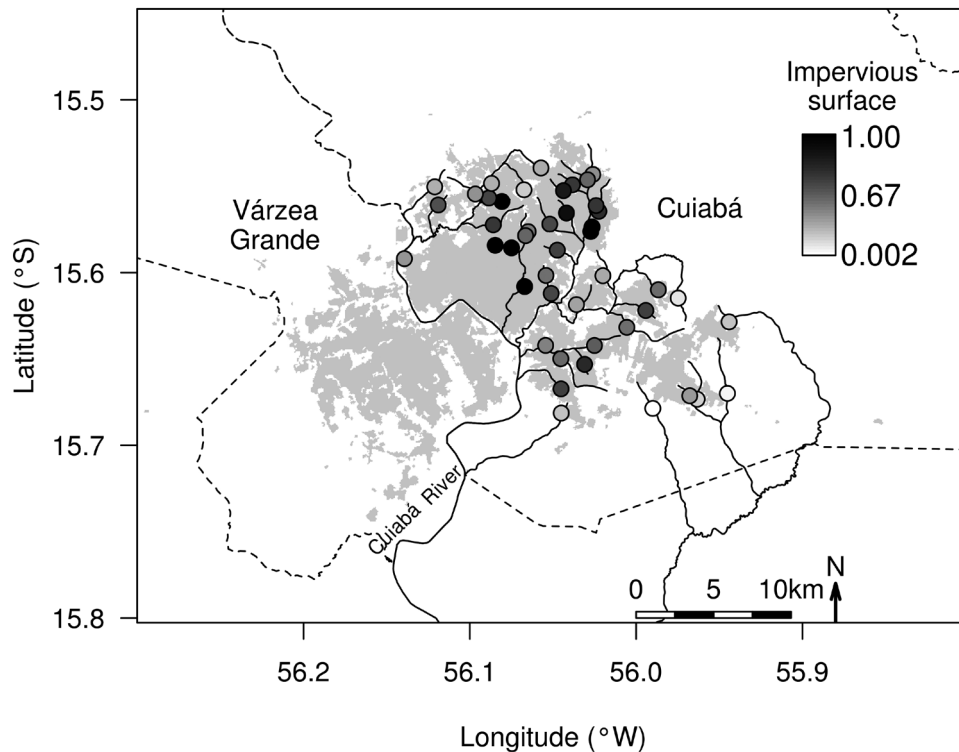 Impervious
surface
1.00
0.67
0.002
Várzea
Grande
Cuiabá
Cuiabá River
0 5 10km
N
15.5
15.6
15.7
15.8
Latitude (°S)
56.2 56.1 56.0 55.9
Longitude (°W)